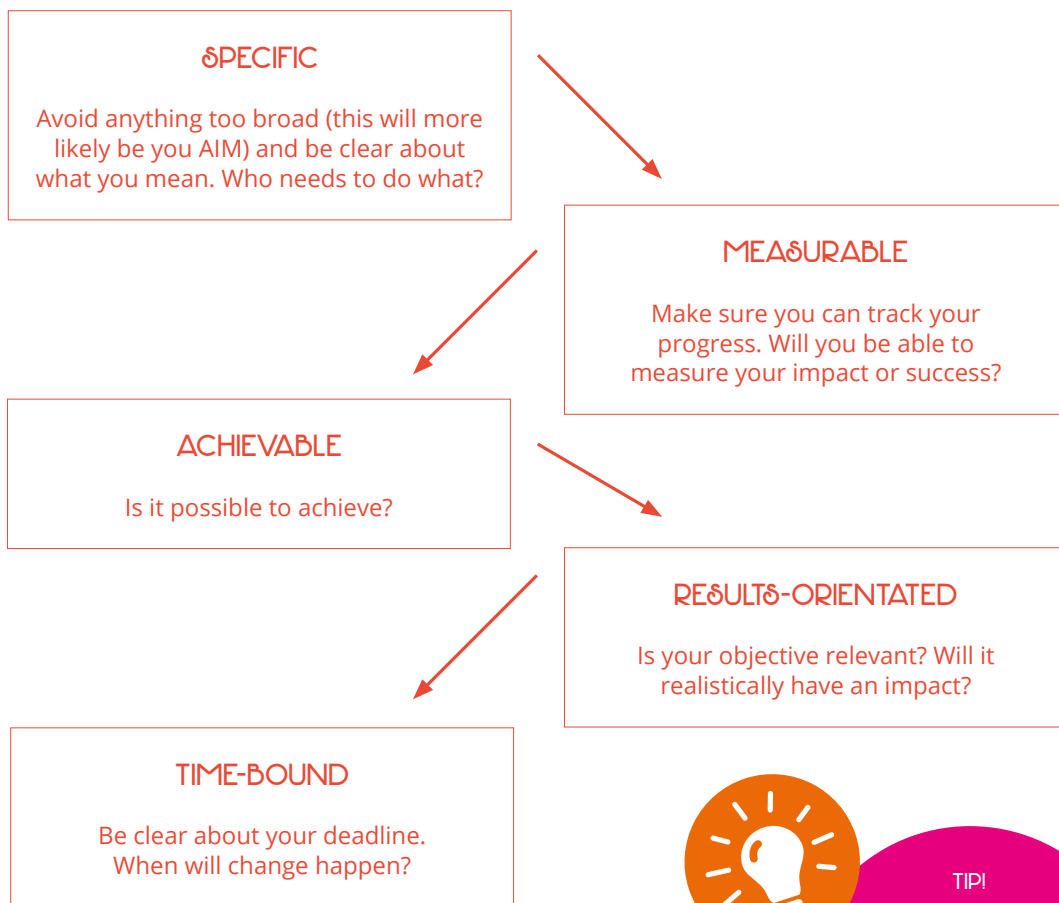 SPECIFIC
Avoid anything too broad (this will more
likely be you AIM) and be clear about
what you mean. Who needs to do what?
MEASURABLE
Make sure you can track your
progress. Will you be able to
measure your impact or success?
ACHIEVABLE
Is it possible to achieve?
RESULTS-ORIENTATED
Is your objective relevant? Will it
realistically have an impact?
TIME-BOUND
Be clear about your deadline.
When will change happen?
TIP!